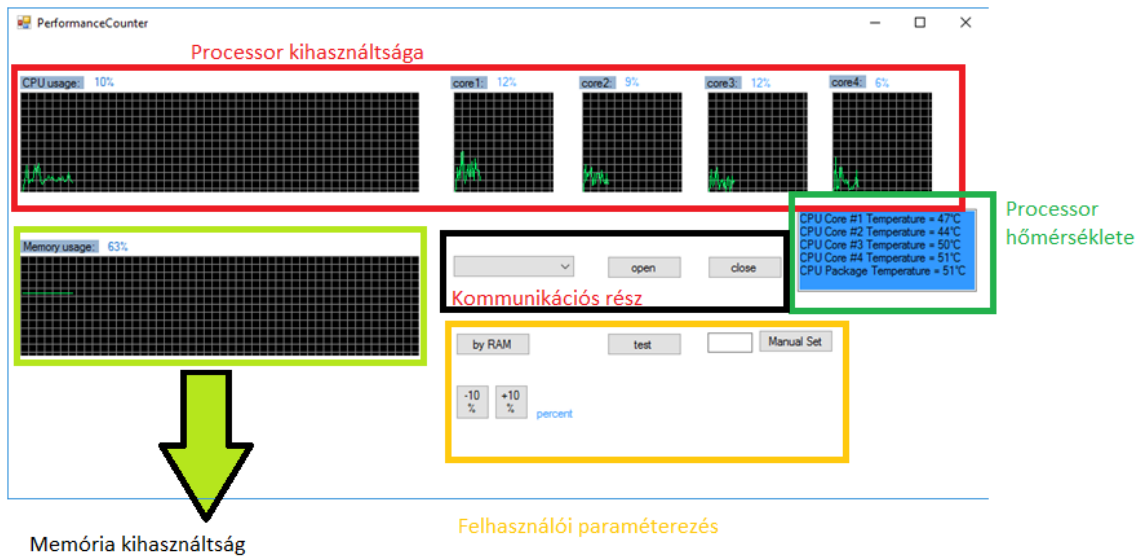 PerformanceCounter
Processor kihasználtsága
CPU usage: 10%
core1: 12%
core2: 9%
core3: 12%
core4: 6%
Processor
hőmérséklete
CPU Core #1 Temperature = 47°C
CPU Core #2 Temperature = 44°C
CPU Core #3 Temperature = 50°C
CPU Core #4 Temperature = 51°C
CPU Package Temperature = 51°C
Memory usage: 63%
open
close
Kommunikációs rész
by RAM
test
Manual Set
-10
%
+10
%
percent
Felhasználói paraméterezés
Memória kihasználtság